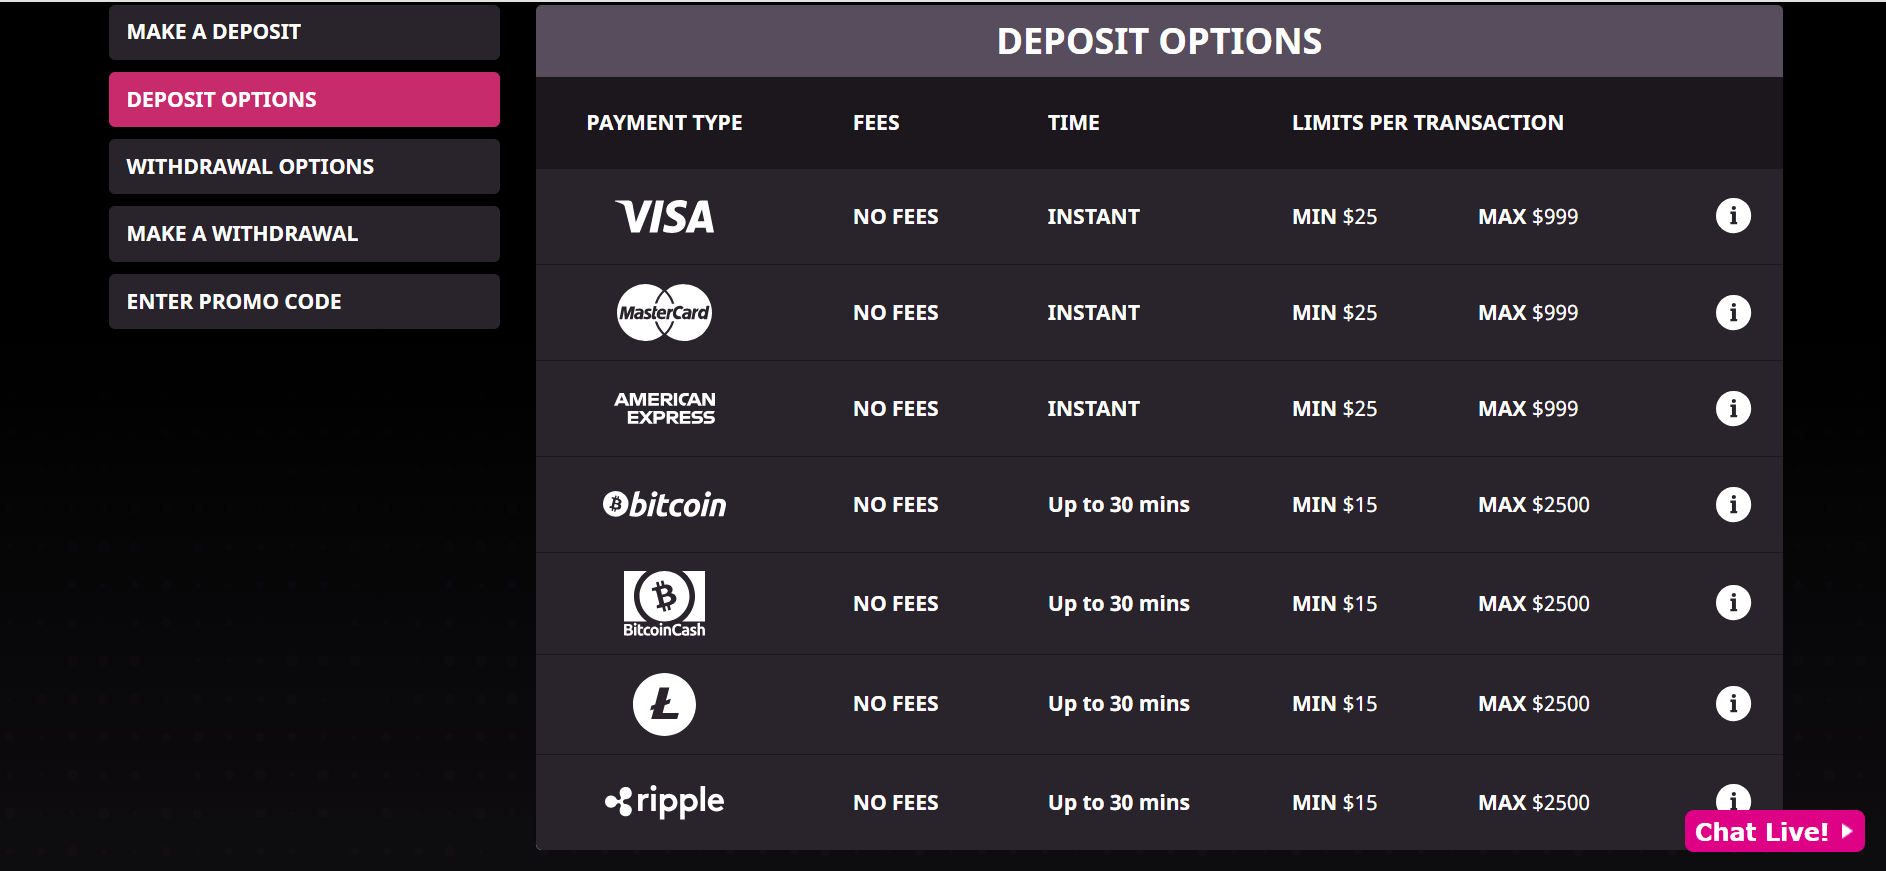 MAKE A DEPOSIT
DEPOSIT OPTIONS
WITHDRAWAL OPTIONS
MAKE A WITHDRAWAL
ENTER PROMO CODE
DEPOSIT OPTIONS
PAYMENT TYPE FEES TIME LIMITS PER TRANSACTION
VISA NO FEES INSTANT MIN $25 MAX $999 i
MasterCard NO FEES INSTANT MIN $25 MAX $999 i
AMERICAN
EXPRESS NO FEES INSTANT MIN $25 MAX $999 i
bitcoin NO FEES Up to 30 mins MIN $15 MAX $2500 i
BitcoinCash NO FEES Up to 30 mins MIN $15 MAX $2500 i
Ł NO FEES Up to 30 mins MIN $15 MAX $2500 i
ripple NO FEES Up to 30 mins MIN $15 MAX $2500 i
Chat Live!